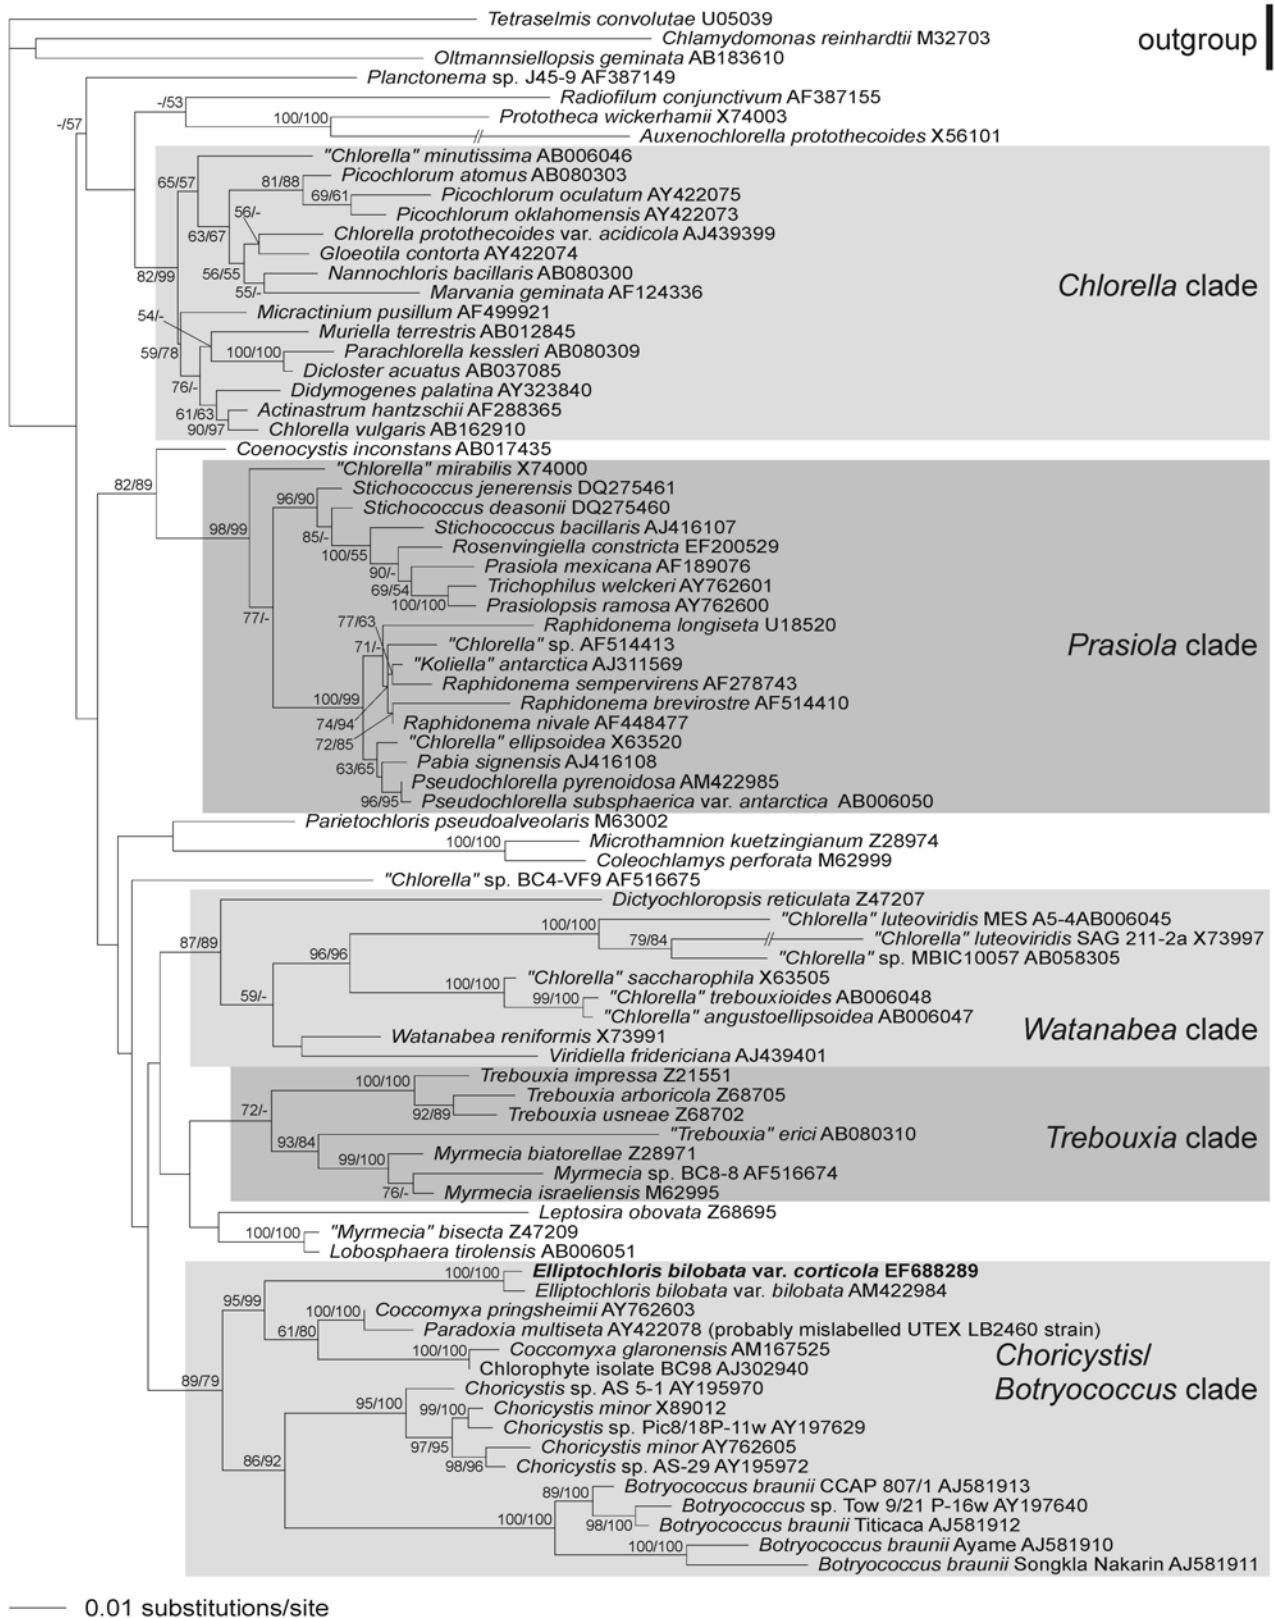 Tetraselmis convolutae U05039
Chlamydomonas reinhardtii M32703
outgroup
Oltmannsiellopsis geminata AB183610
Planctonema sp. J45-9 AF387149
-/53
Radiofilum conjunctivum AF387155
-/57
100/100
Prototheca wickerhamii X74003
Auxenochlorella protothecoides X56101
"Chlorella" minutissima AB006046
65/57
81/88
Picochlorum atomus AB080303
69/61
Picochlorum oculatum AY422075
56/-
Picochlorum oklahomensis AY422073
63/67
Chlorella protothecoides var. acidicola AJ439399
Gloeotila contorta AY422074
82/99
56/55
Nannochloris bacillaris AB080300
55/-
Marvania geminata AF124336
Chlorella clade
54/-
Micractinium pusillum AF499921
Muriella terrestris AB012845
59/78
100/100
Parachlorella kessleri AB080309
Dicloster acuatus AB037085
76/-
Didymogenes palatina AY323840
61/63
Actinastrum hantzschii AF288365
90/97
Chlorella vulgaris AB162910
Coenocystis inconstans AB017435
"Chlorella" mirabilis X74000
82/89
Stichococcus jenerensis DQ275461
96/90
Stichococcus deasonii DQ275460
98/99
85/-
Stichococcus bacillaris AJ416107
100/55
Rosenvingiella constricta EF200529
90/-
Prasiola mexicana AF189076
69/54
Trichophilus welckeri AY762601
100/100
Prasiolopsis ramosa AY762600
77/-
77/63
Raphidonema longiseta U18520
71/-
"Chlorella" sp. AF514413
Prasiola clade
"Koliella" antarctica AJ311569
Raphidonema sempervirens AF278743
100/99
Raphidonema brevirostre AF514410
74/94
Raphidonema nivale AF448477
72/85
"Chlorella" ellipsoidea X63520
63/65
Pabia signensis AJ416108
Pseudochlorella pyrenoidosa AM422985
96/95
Pseudochlorella subsphaerica var. antarctica AB006050
Parietochloris pseudoalveolaris M63002
100/100
Microthamnion kuetzingianum Z28974
Coleochlamys perforata M62999
"Chlorella" sp. BC4-VF9 AF516675
Dictyochloropsis reticulata Z47207
100/100
"Chlorella" luteoviridis MES A5-4AB006045
87/89
79/84
"Chlorella" luteoviridis SAG 211-2a X73997
96/96
"Chlorella" sp. MBIC10057 AB058305
100/100
"Chlorella" saccharophila X63505
59/-
99/100
"Chlorella" trebouxioides AB006048
"Chlorella" angustoellipsoidea AB006047
Watanabea clade
Watanabea reniformis X73991
Viridiella fridericiana AJ439401
100/100
Trebouxia impressa Z21551
Trebouxia arboricola Z68705
72/-
92/89
Trebouxia usneae Z68702
93/84
"Trebouxia" erici AB080310
Trebouxia clade
99/100
Myrmecia biatorellae Z28971
Myrmecia sp. BC8-8 AF516674
76/-
Myrmecia israeliensis M62995
Leptosira obovata Z68695
100/100
"Myrmecia" bisecta Z47209
Lobosphaera tirolensis AB006051
100/100
Elliptochloris bilobata var. corticola EF688289
Elliptochloris bilobata var. bilobata AM422984
95/99
100/100
Coccomyxa pringsheimii AY762603
61/80
Paradoxia multiseta AY422078 (probably mislabelled UTEX LB2460 strain)
100/100
Coccomyxa glaronensis AM167525
Chlorophyte isolate BC98 AJ302940
Choricystis/
Botryococcus clade
89/79
Choricystis sp. AS 5-1 AY195970
95/100
99/100
Choricystis minor X89012
Choricystis sp. Pic8/18P-11w AY197629
97/95
Choricystis minor AY762605
86/92
98/96
Choricystis sp. AS-29 AY195972
89/100
Botryococcus braunii CCAP 807/1 AJ581913
Botryococcus sp. Tow 9/21 P-16w AY197640
100/100
98/100
Botryococcus braunii Titicaca AJ581912
100/100
Botryococcus braunii Ayame AJ581910
Botryococcus braunii Songkla Nakarin AJ581911
0.01 substitutions/site